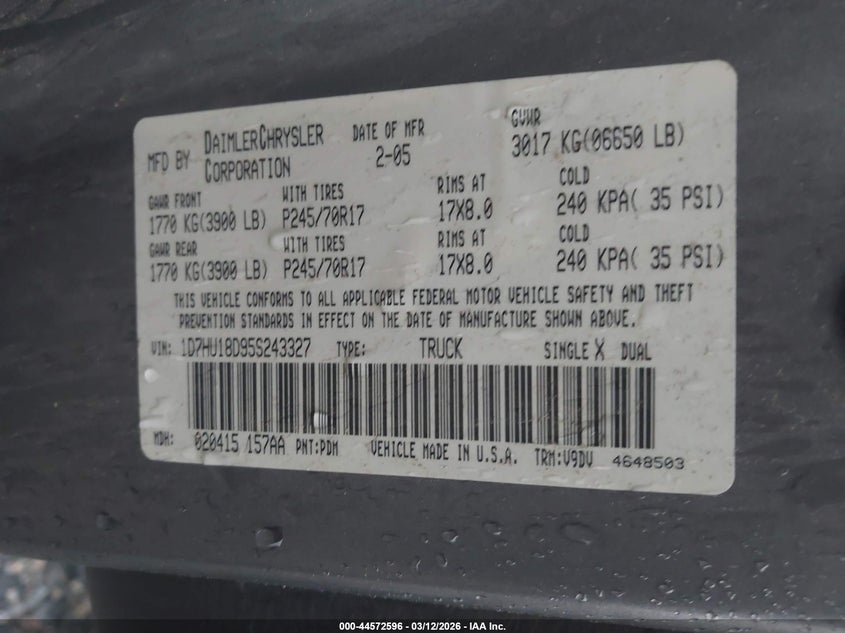 MFD BY DAIMLERCHRYSLER CORPORATION DATE OF MFR 2-05 GVWR 3017 KG(06650 LB)
GAWR FRONT WITH TIRES RIMS AT COLD
1770 KG(3900 LB) P245/70R17 17X8.0 240 KPA( 35 PSI)
GAWR REAR WITH TIRES RIMS AT COLD
1770 KG(3900 LB) P245/70R17 17X8.0 240 KPA( 35 PSI)
THIS VEHICLE CONFORMS TO ALL APPLICABLE FEDERAL MOTOR VEHICLE SAFETY AND THEFT
PREVENTION STANDARDS IN EFFECT ON THE DATE OF MANUFACTURE SHOWN ABOVE.
VIN: 1D7HU18D95S243327 TYPE: TRUCK SINGLE X DUAL
MDH: 020415 157AA PNT:PDM VEHICLE MADE IN U.S.A. TRM:V9DV 4648503
000-44572596 - 03/12/2026 - IAA Inc.